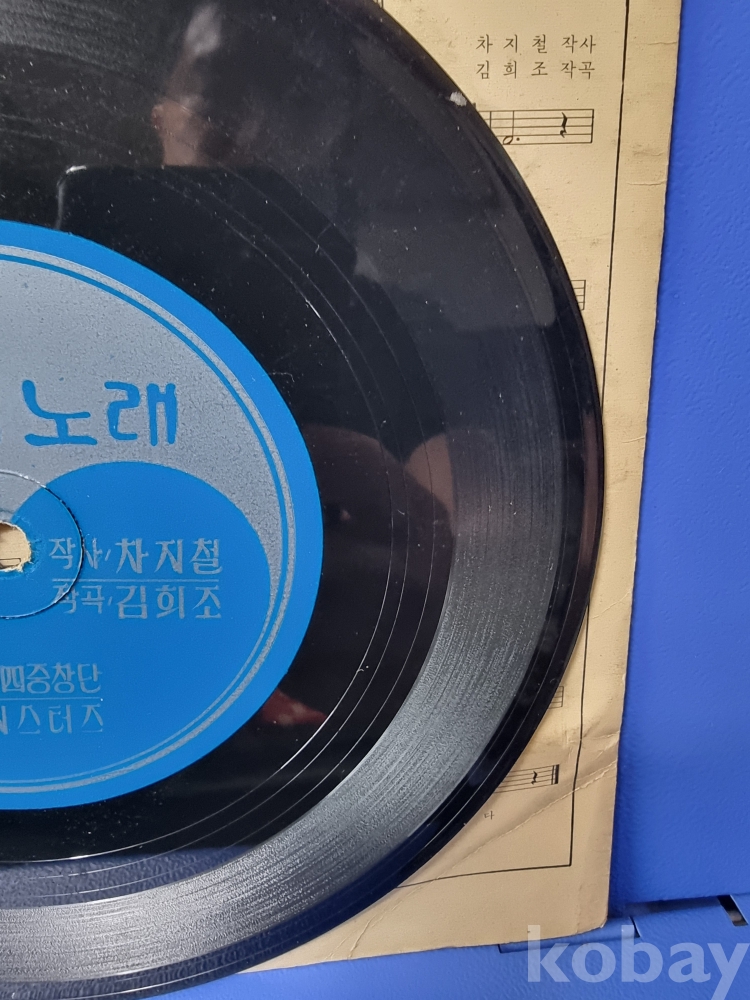 차 지 철 작사
김 희 조 작곡
노래
작사/차지철
작곡/김희조
四중창단
스터즈
다
kobay